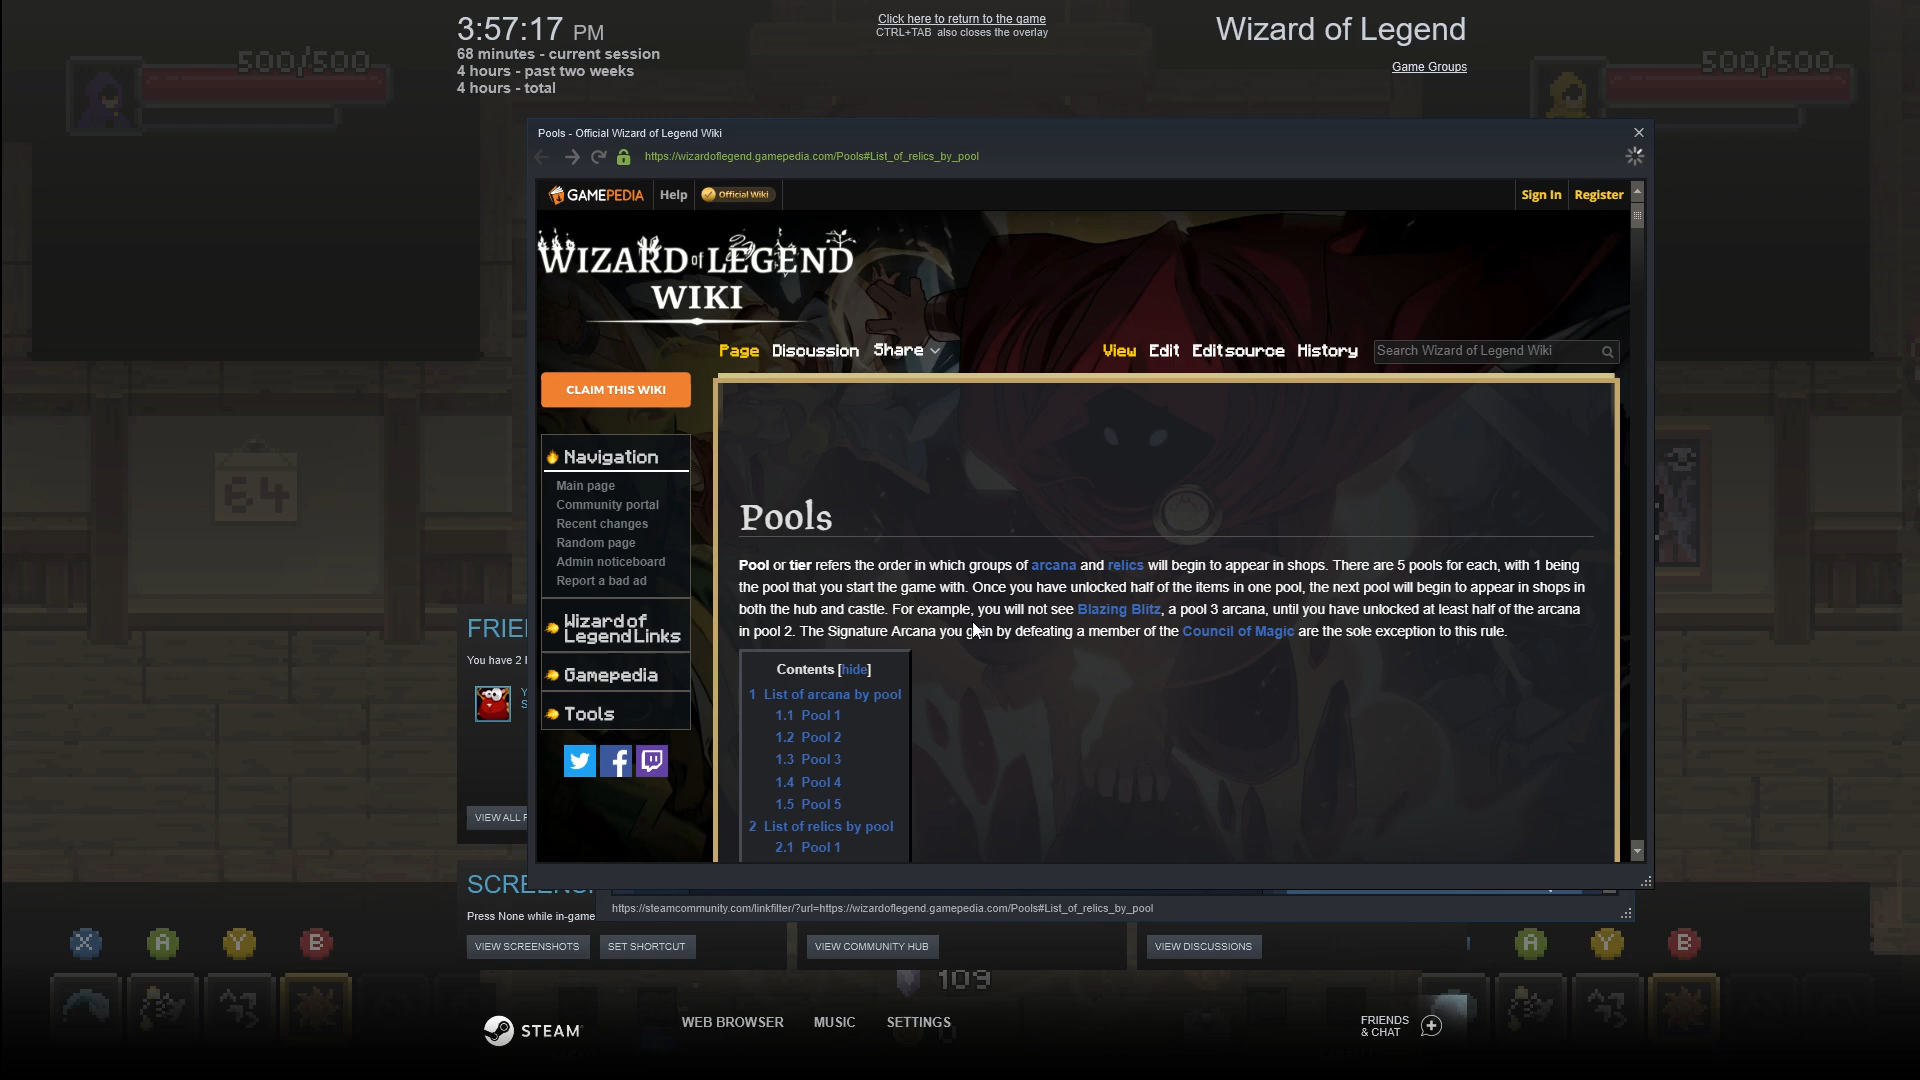 3:57:17 PM
68 minutes - current session
4 hours - past two weeks
4 hours - total
Click here to return to the game
CTRL+TAB also closes the overlay
Wizard of Legend
Game Groups
500/500
500/500
Pools - Official Wizard of Legend Wiki
https://wizardoflegend.gamepedia.com/Pools#List_of_relics_by_pool
GAMEPEDIA
Help
Official Wiki
Sign In
Register
WIZARD of LEGEND
WIKI
Page Discussion Share
View Edit Edit source History
Search Wizard of Legend Wiki
CLAIM THIS WIKI
Navigation
Main page
Community portal
Recent changes
Random page
Admin noticeboard
Report a bad ad
Wizard of
Legend Links
Gamepedia
Tools
Pools
Pool or tier refers the order in which groups of arcana and relics will begin to appear in shops. There are 5 pools for each, with 1 being
the pool that you start the game with. Once you have unlocked half of the items in one pool, the next pool will begin to appear in shops in
both the hub and castle. For example, you will not see Blazing Blitz, a pool 3 arcana, until you have unlocked at least half of the arcana
in pool 2. The Signature Arcana you gain by defeating a member of the Council of Magic are the sole exception to this rule.
Contents [hide]
1 List of arcana by pool
1.1 Pool 1
1.2 Pool 2
1.3 Pool 3
1.4 Pool 4
1.5 Pool 5
2 List of relics by pool
2.1 Pool 1
64
FRIE
You have 2
VIEW ALL
SCREENS
Press None while in-game
https://steamcommunity.com/linkfilter/?url=https://wizardoflegend.gamepedia.com/Pools#List_of_relics_by_pool
VIEW SCREENSHOTS
SET SHORTCUT
VIEW COMMUNITY HUB
VIEW DISCUSSIONS
X A Y B
A Y B
109
STEAM
WEB BROWSER
MUSIC
SETTINGS
FRIENDS
& CHAT